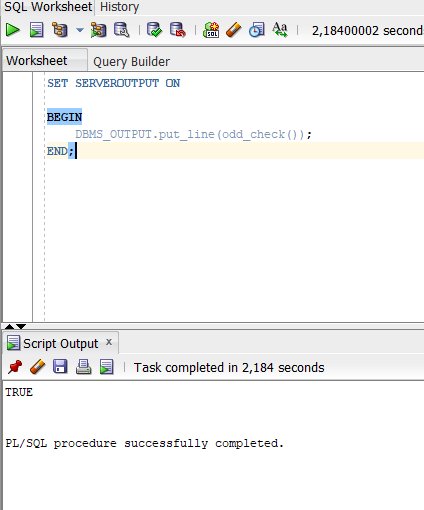 SQL Worksheet History
2,18400002 seconds
Worksheet Query Builder
SET SERVEROUTPUT ON
BEGIN
DBMS_OUTPUT.put_line(odd_check());
END;
Script Output x
Task completed in 2,184 seconds
TRUE
PL/SQL procedure successfully completed.